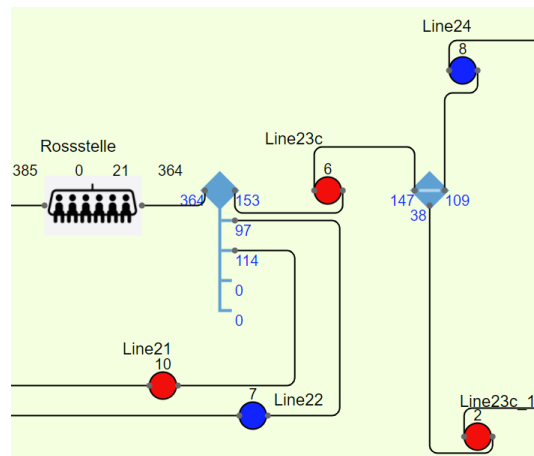 Line24
8
Rossstelle
Line23c
385 0 21 364
6
364 153
147 109
38
97
114
0
0
Line21
10
7
Line22
Line23c_1
2